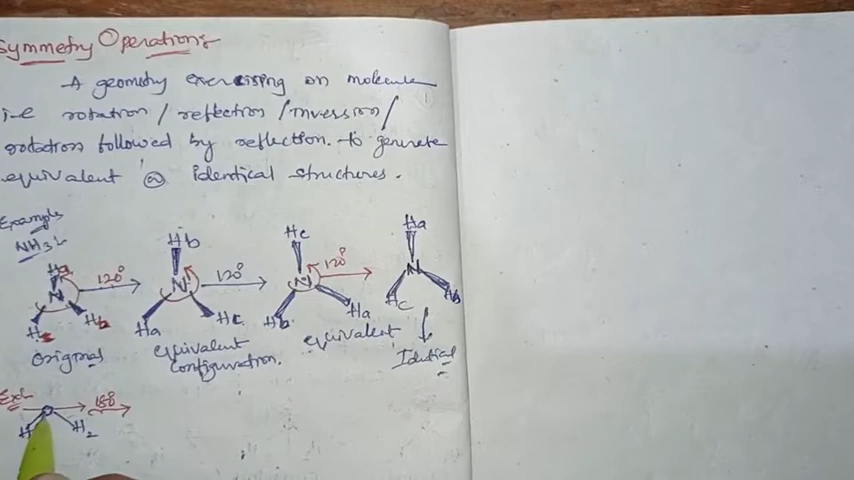 Symmetry Operations
A geometry exercising on molecule
i-e rotation / reflection / inversion /
rotation followed by reflection. to generate
equivalent @ identical structures.
Example
NH3
Ha Hb Hc Ha
N 120° N 120° N 120° N
Hc Hb Ha Hc Hb Ha Hc Hb
Original equivalent configuration. equivalent Identical
Ex 180
H H2